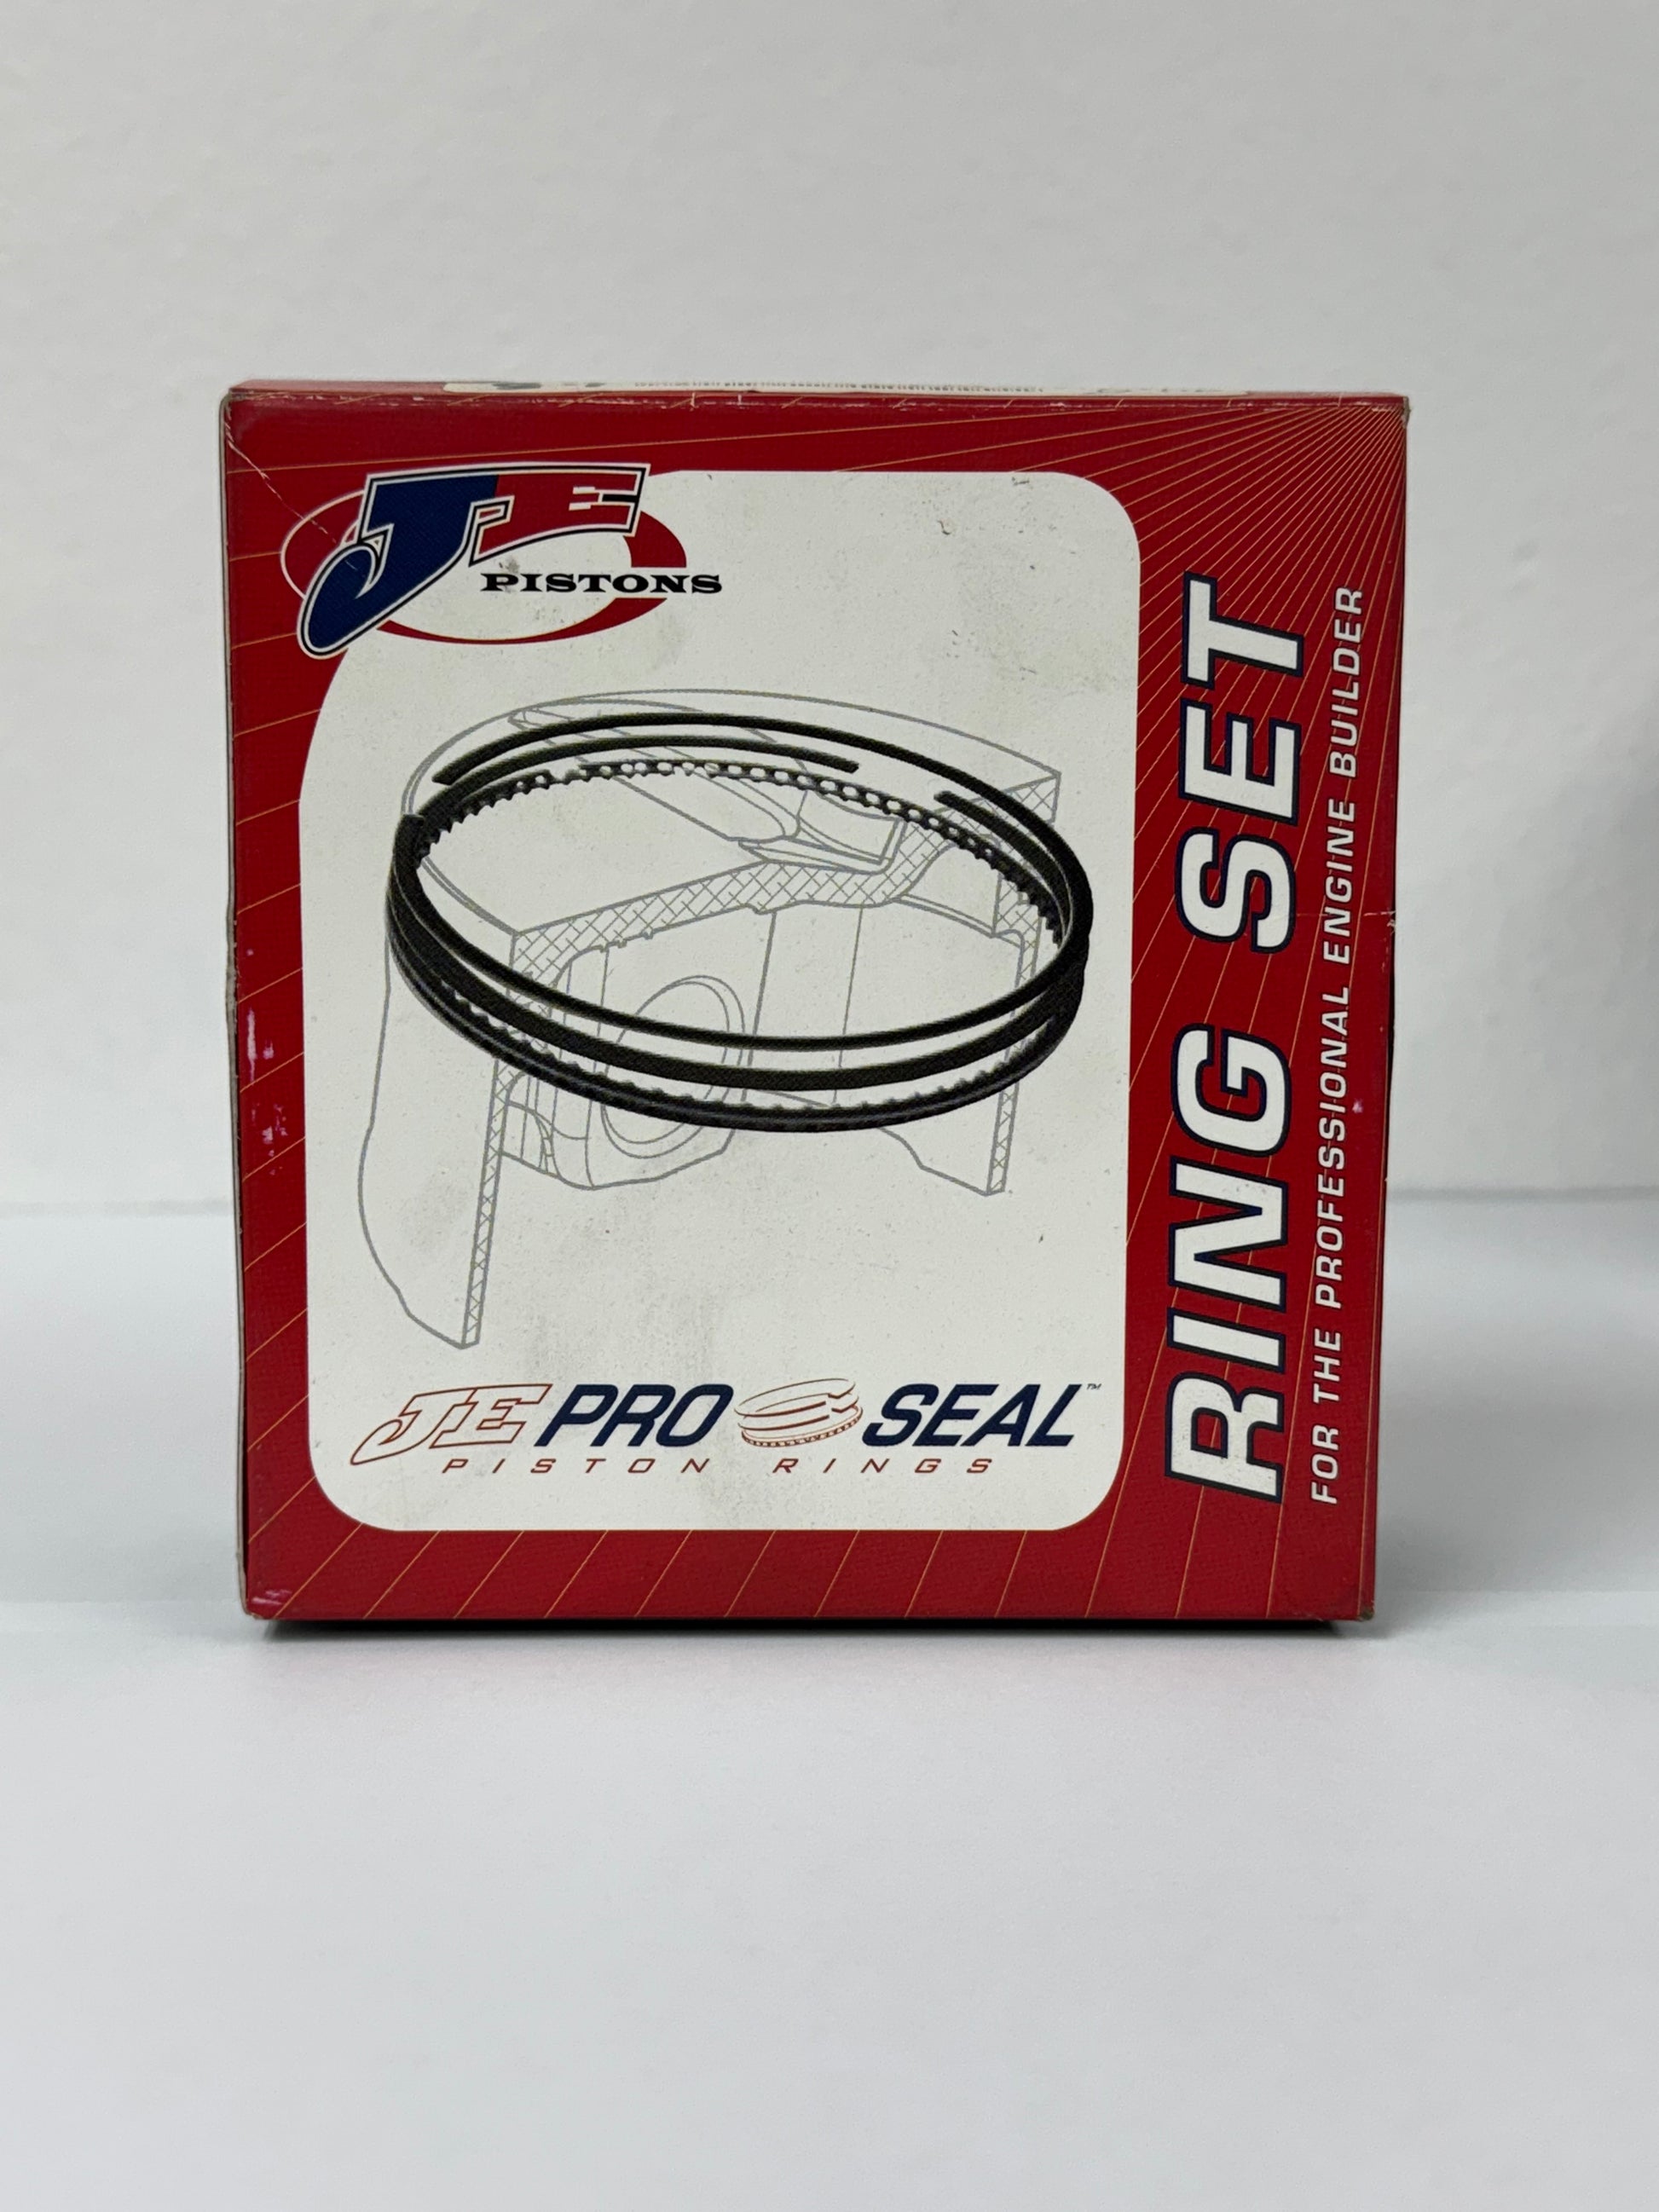 JE
PISTONS
JE PRO SEAL™
PISTON RINGS
RING SET
FOR THE PROFESSIONAL ENGINE BUILDER